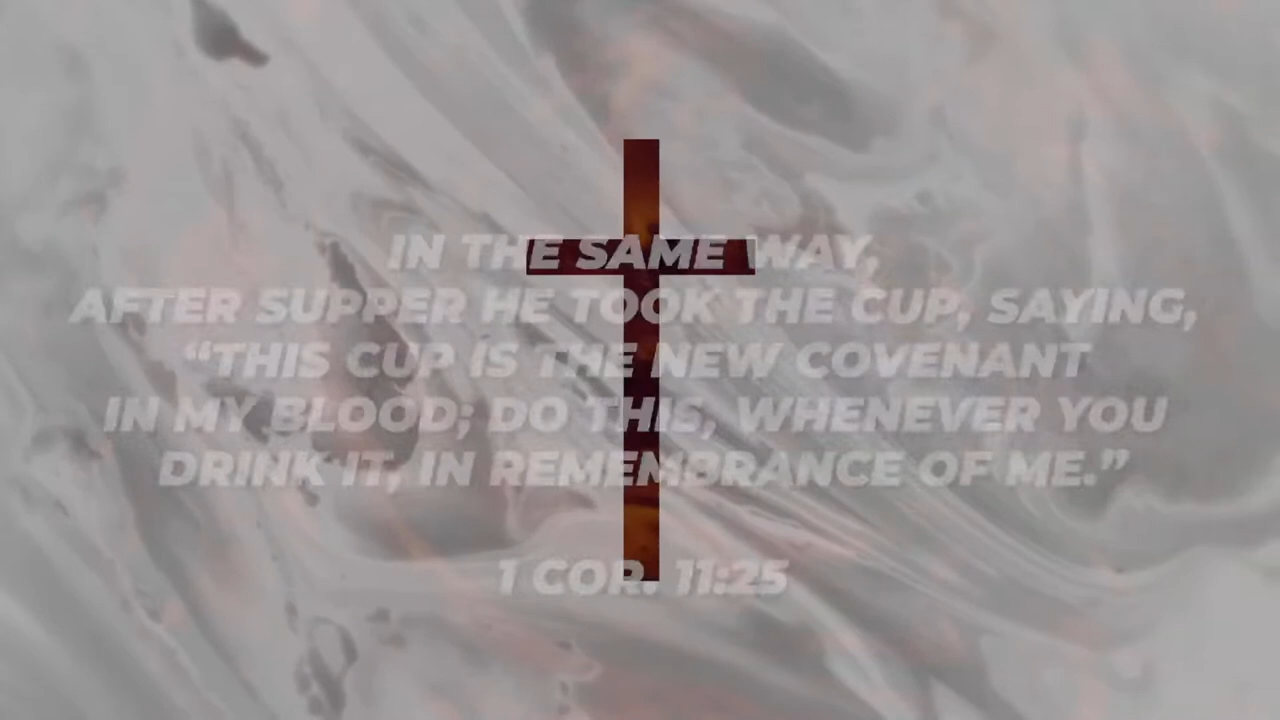 IN THE SAME WAY,
AFTER SUPPER HE TOOK THE CUP, SAYING,
“THIS CUP IS THE NEW COVENANT
IN MY BLOOD; DO THIS, WHENEVER YOU
DRINK IT, IN REMEMBRANCE OF ME.”
1 COR. 11:25